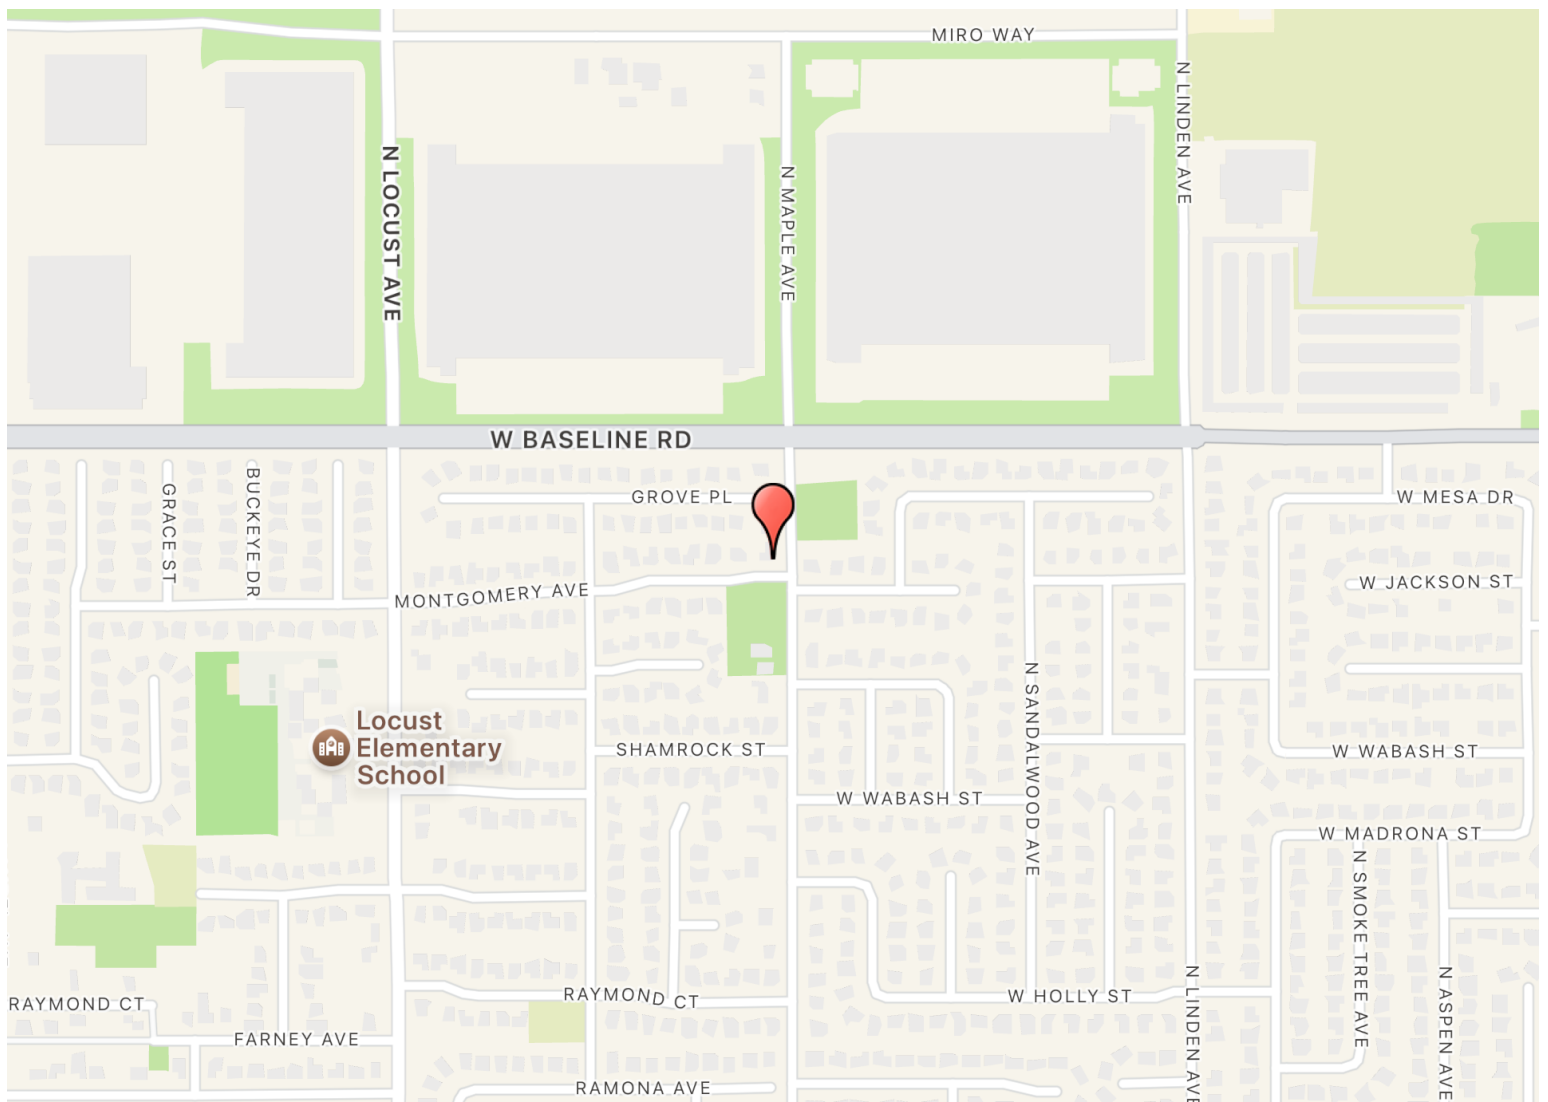 MIRO WAY
N LINDEN AVE
N LOCUST AVE
N MAPLE AVE
W BASELINE RD
GRACE ST
BUCKEYE DR
GROVE PL
W MESA DR
MONTGOMERY AVE
W JACKSON ST
Locust
Elementary
School
SHAMROCK ST
N SANDALWOOD AVE
W WABASH ST
W WABASH ST
W MADRONA ST
N SMOKE TREE AVE
RAYMOND CT
RAYMOND CT
W HOLLY ST
N LINDEN AVE
N ASPEN AVE
FARNEY AVE
RAMONA AVE